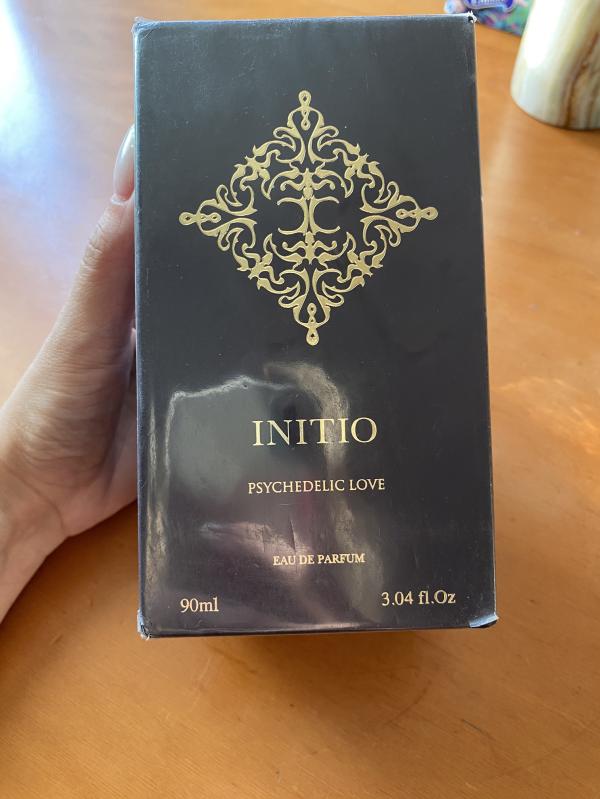 INITIO
PSYCHEDELIC LOVE
EAU DE PARFUM
90ml 3.04 fl.Oz